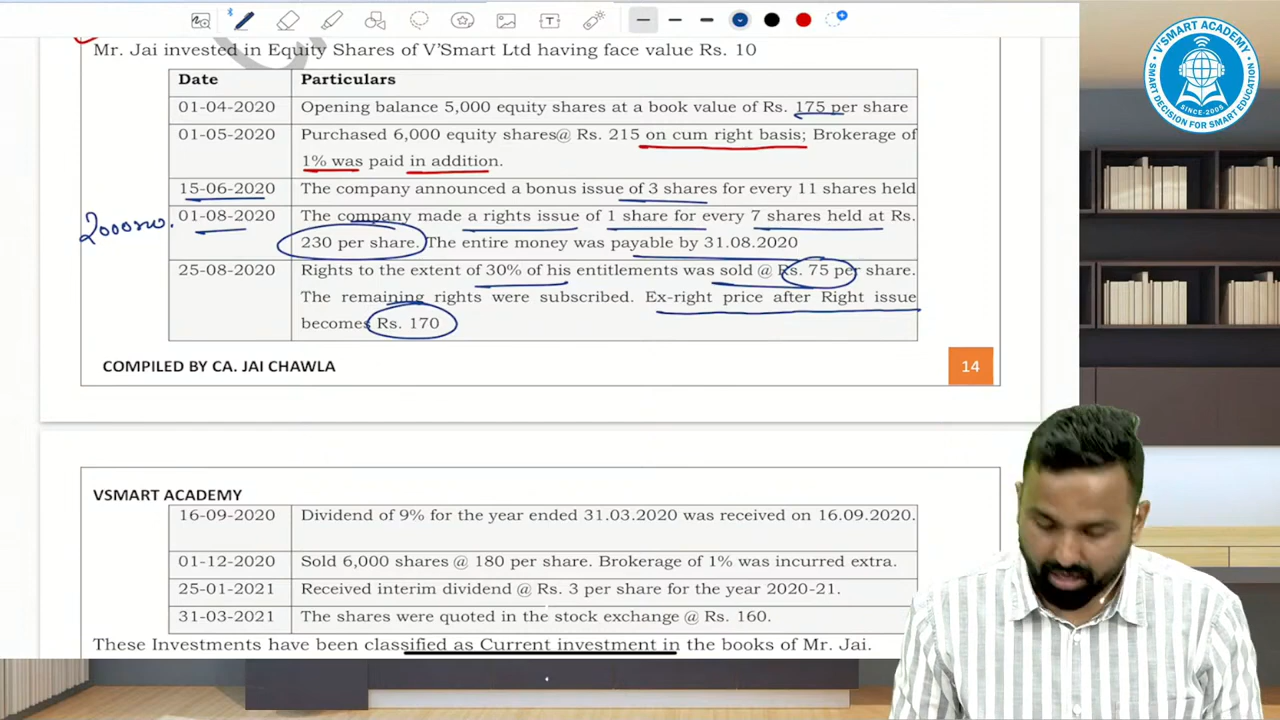 Mr. Jai invested in Equity Shares of V'Smart Ltd having face value Rs. 10
Date Particulars
01-04-2020 Opening balance 5,000 equity shares at a book value of Rs. 175 per share
01-05-2020 Purchased 6,000 equity shares@ Rs. 215 on cum right basis; Brokerage of
1% was paid in addition.
15-06-2020 The company announced a bonus issue of 3 shares for every 11 shares held
01-08-2020 The company made a rights issue of 1 share for every 7 shares held at Rs.
230 per share. The entire money was payable by 31.08.2020
25-08-2020 Rights to the extent of 30% of his entitlements was sold @ Rs. 75 per share.
The remaining rights were subscribed. Ex-right price after Right issue
becomes Rs. 170
COMPILED BY CA. JAI CHAWLA 14
VSMART ACADEMY
16-09-2020 Dividend of 9% for the year ended 31.03.2020 was received on 16.09.2020.
01-12-2020 Sold 6,000 shares @ 180 per share. Brokerage of 1% was incurred extra.
25-01-2021 Received interim dividend @ Rs. 3 per share for the year 2020-21.
31-03-2021 The shares were quoted in the stock exchange @ Rs. 160.
These Investments have been classified as Current investment in the books of Mr. Jai.
V'SMART ACADEMY
SINCE-2005
SMART DECISION FOR SMART EDUCATION